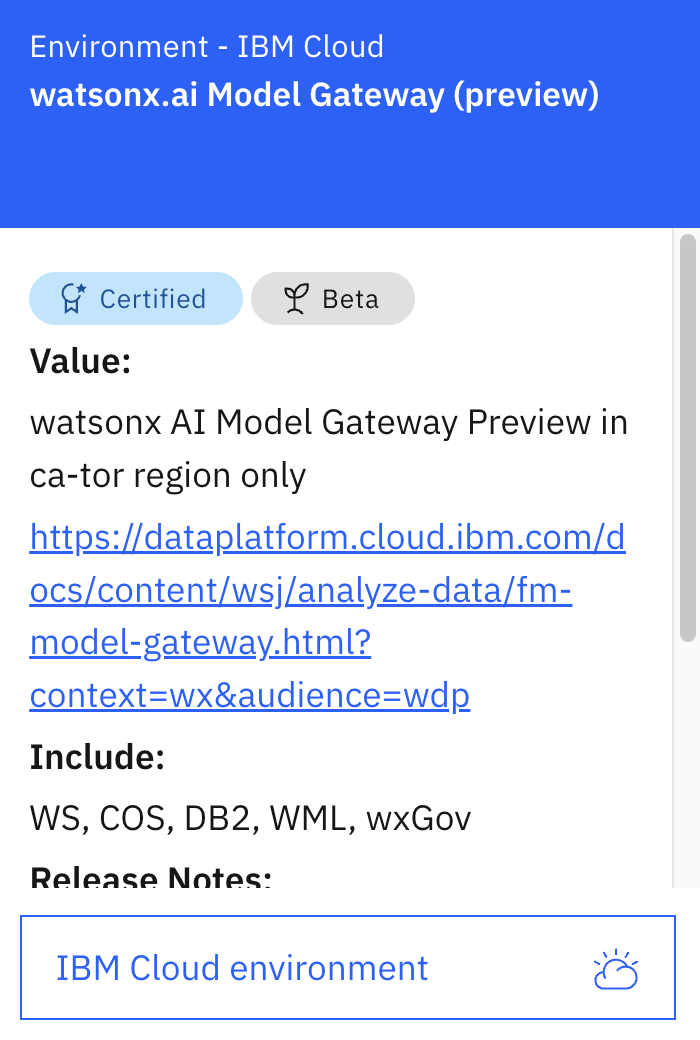 Environment - IBM Cloud
watsonx.ai Model Gateway (preview)
Certified
Beta
Value:
watsonx AI Model Gateway Preview in
ca-tor region only
https://dataplatform.cloud.ibm.com/d
ocs/content/wsj/analyze-data/fm-
model-gateway.html?
context=wx&audience=wdp
Include:
WS, COS, DB2, WML, wxGov
Release Notes:
IBM Cloud environment